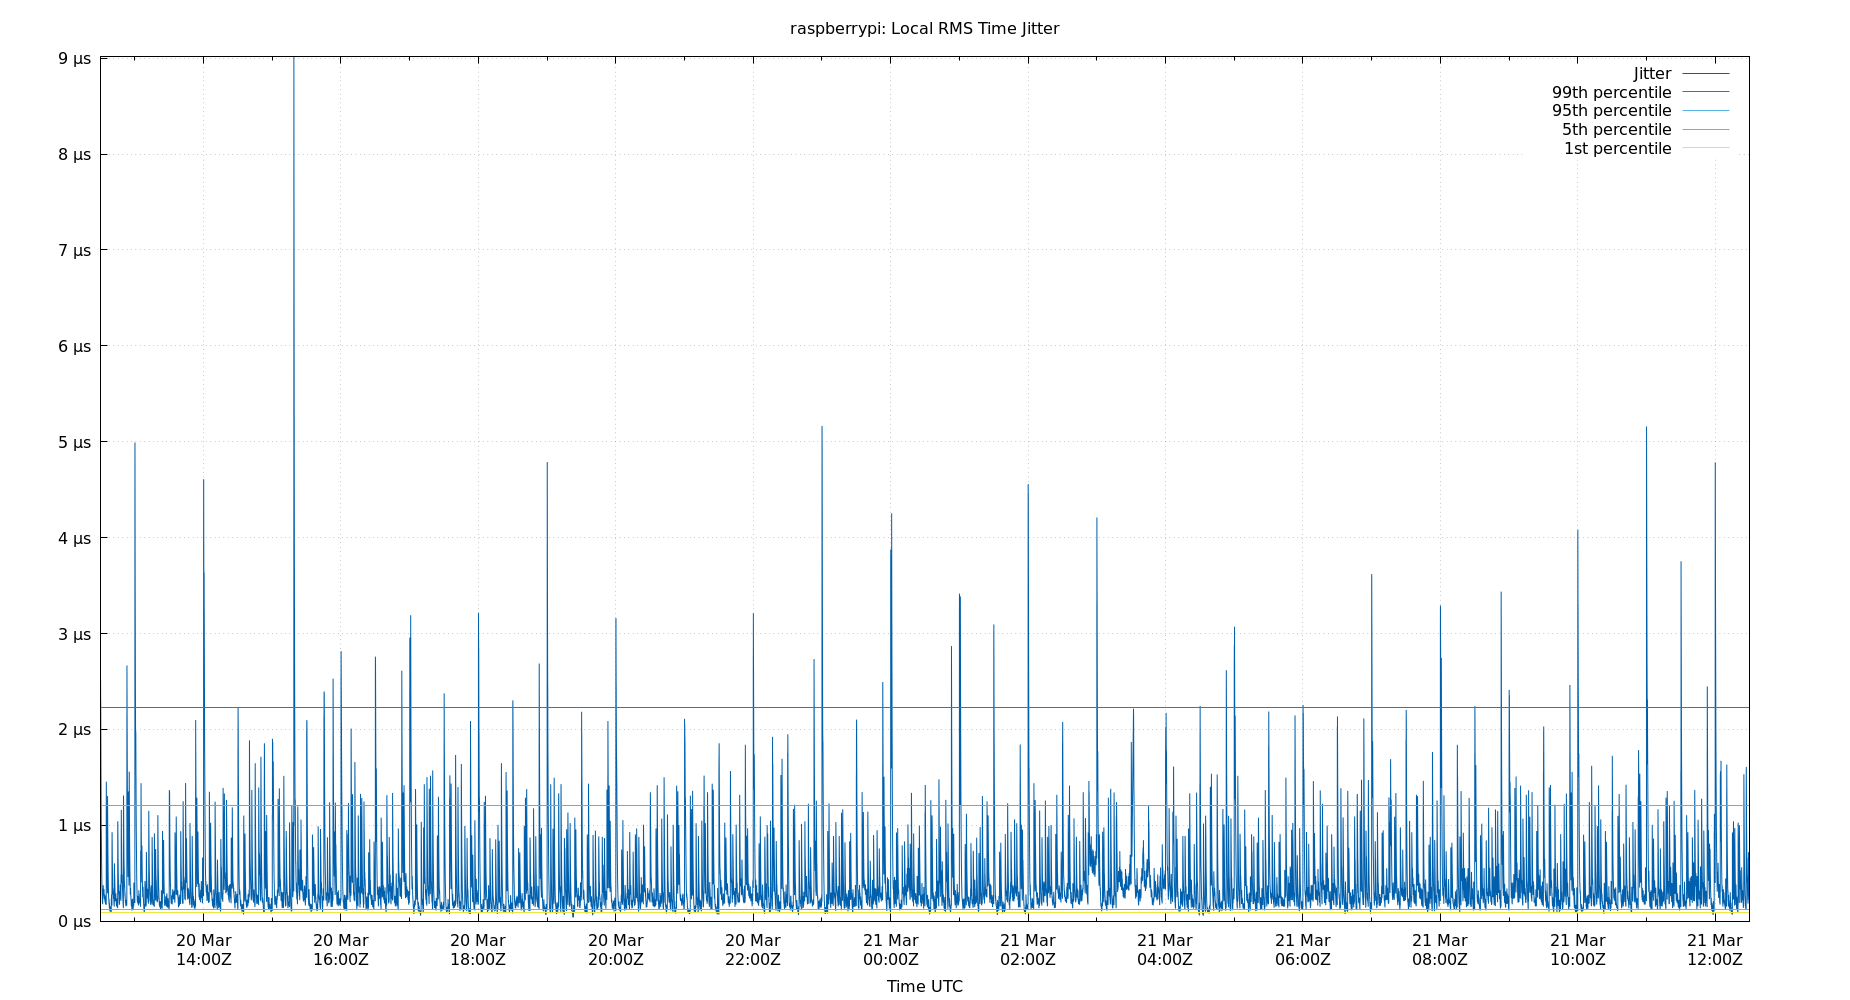 raspberrypi: Local RMS Time Jitter
9 µs
8 µs
7 µs
6 µs
5 µs
4 µs
3 µs
2 µs
1 µs
0 µs
Jitter
99th percentile
95th percentile
5th percentile
1st percentile
20 Mar
14:00Z
20 Mar
16:00Z
20 Mar
18:00Z
20 Mar
20:00Z
20 Mar
22:00Z
21 Mar
00:00Z
21 Mar
02:00Z
21 Mar
04:00Z
21 Mar
06:00Z
21 Mar
08:00Z
21 Mar
10:00Z
21 Mar
12:00Z
Time UTC